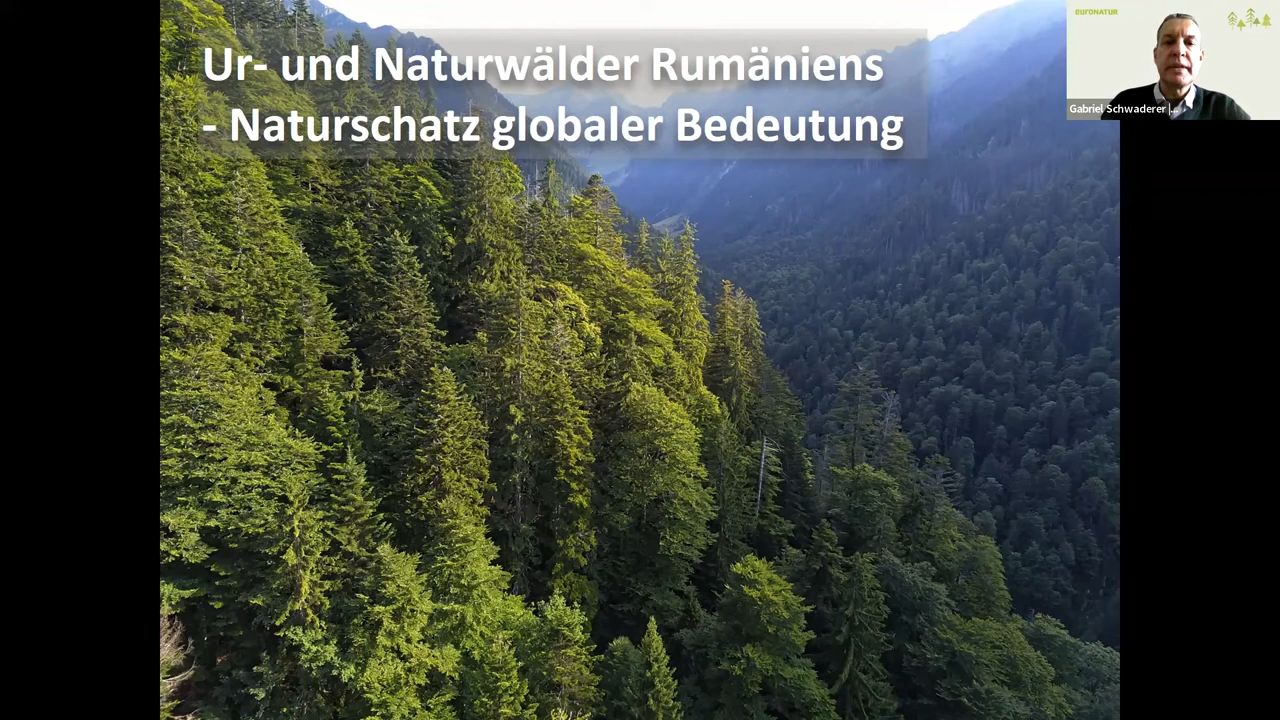 Ur- und Naturwälder Rumäniens
- Naturschatz globaler Bedeutung
euronatur
Gabriel Schwaderer |...